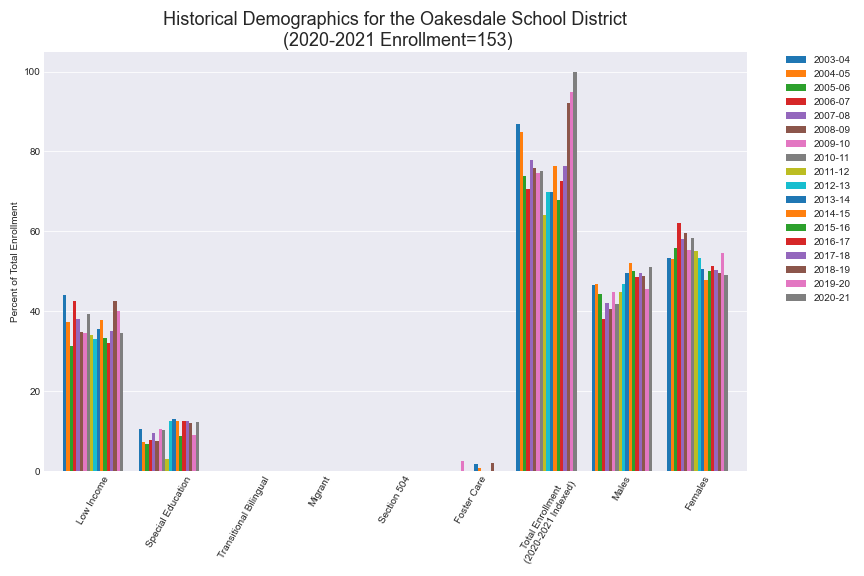 Historical Demographics for the Oakesdale School District
(2020-2021 Enrollment=153)
Percent of Total Enrollment
100
80
60
40
20
0
Low Income
Special Education
Transitional Bilingual
Migrant
Section 504
Foster Care
Total Enrollment
(2020-2021 Indexed)
Males
Females
2003-04
2004-05
2005-06
2006-07
2007-08
2008-09
2009-10
2010-11
2011-12
2012-13
2013-14
2014-15
2015-16
2016-17
2017-18
2018-19
2019-20
2020-21